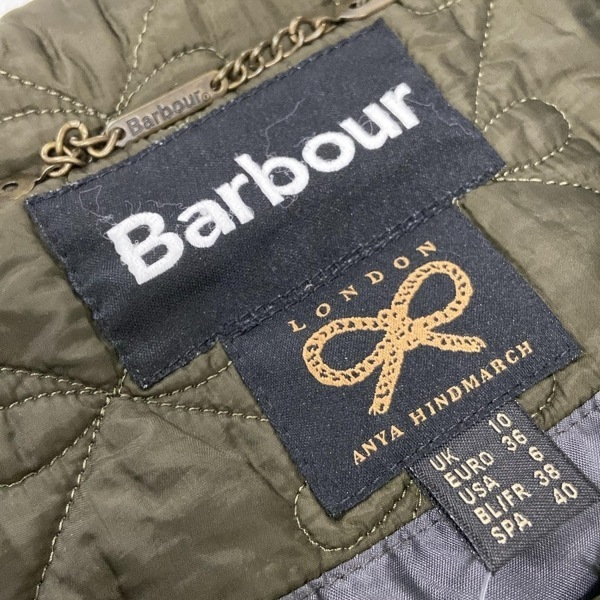 Barbour
Barbour
LONDON
ANYA HINDMARCH
UK 10
EURO 36
USA 6
BL/FR 38
SPA 40